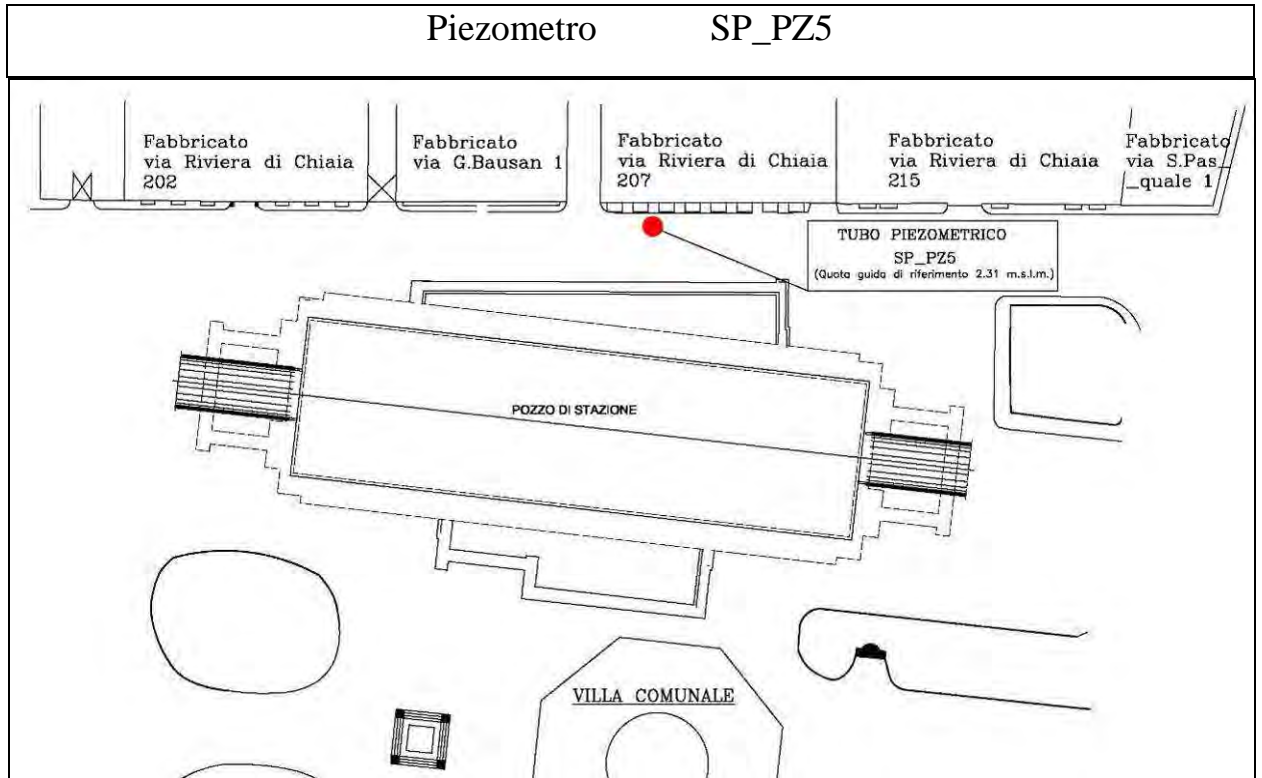 Piezometro SP_PZ5
Fabbricato
via Riviera di Chiaia
202
Fabbricato
via G.Bausan 1
Fabbricato
via Riviera di Chiaia
207
Fabbricato
via Riviera di Chiaia
215
Fabbricato
via S.Pas_
_quale 1
TUBO PIEZOMETRICO
SP_PZ5
(Quota guida di riferimento 2.31 m.s.l.m.)
POZZO DI STAZIONE
VILLA COMUNALE